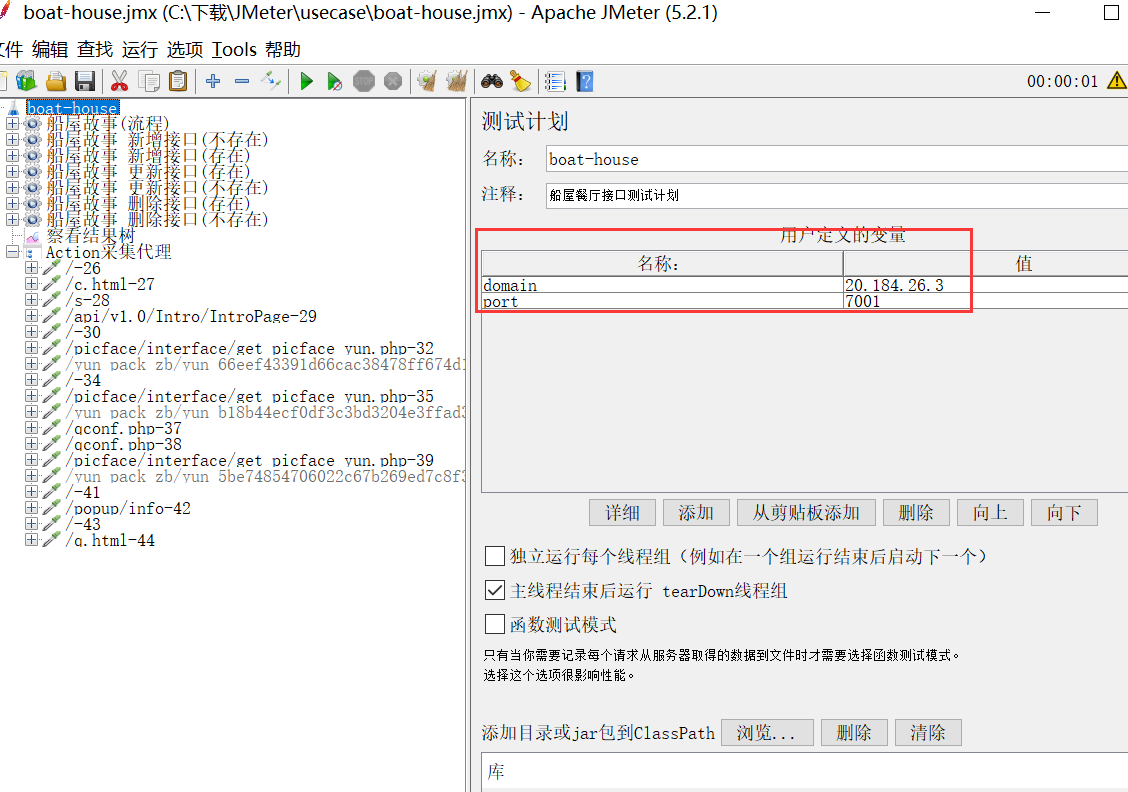 boat-house.jmx (C:\下载\JMeter\usecase\boat-house.jmx) - Apache JMeter (5.2.1)
文件 编辑 查找 运行 选项 Tools 帮助
00:00:01
boat-house
船屋故事(流程)
船屋故事 新增接口(不存在)
船屋故事 新增接口(存在)
船屋故事 更新接口(存在)
船屋故事 更新接口(不存在)
船屋故事 删除接口(存在)
船屋故事 删除接口(不存在)
察看结果树
Action采集代理
/-26
/c.html-27
/s-28
/api/v1.0/Intro/IntroPage-29
/-30
/picface/interface/get_picface_yun.php-32
/yun_pack_zb/yun_66eef43391d66cac38478ff674d1
/-34
/picface/interface/get_picface_yun.php-35
/yun_pack_zb/yun_b18b44ecf0df3c3bd3204e3ffad3
/qconf.php-37
/qconf.php-38
/picface/interface/get_picface_yun.php-39
/yun_pack_zb/yun_5be74854706022c67b269ed7c8f3
/-41
/popup/info-42
/-43
/q.html-44
测试计划
名称： boat-house
注释： 船屋餐厅接口测试计划
用户定义的变量
名称： 值
domain 20.184.26.3
port 7001
详细 添加 从剪贴板添加 删除 向上 向下
独立运行每个线程组（例如在一个组运行结束后启动下一个）
主线程结束后运行 tearDown线程组
函数测试模式
只有当你需要记录每个请求从服务器取得的数据到文件时才需要选择函数测试模式。
选择这个选项很影响性能。
添加目录或jar包到ClassPath 浏览... 删除 清除
库